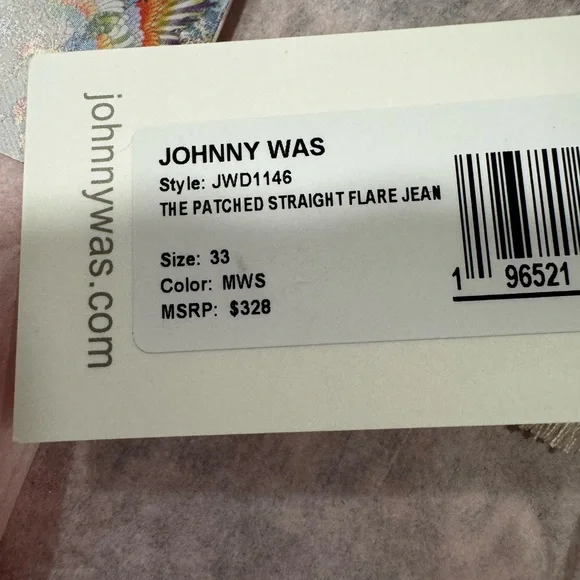 johnnywas.com
JOHNNY WAS
Style: JWD1146
THE PATCHED STRAIGHT FLARE JEAN
Size: 33
Color: MWS
MSRP: $328
1 96521